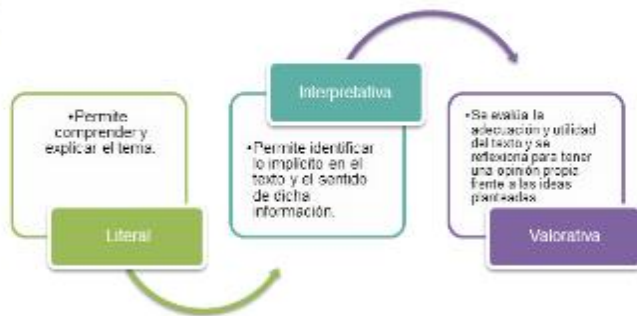 •Permite
comprender y
explicar el tema.
Literal
Interpretativa
•Permite identificar
lo implícito en el
texto y el sentido
de dicha
información.
•Se evalúa la
adecuación y utilidad
del texto y se
reflexiona para tener
una opinión propia
frente a las ideas
planteadas
Valorativa